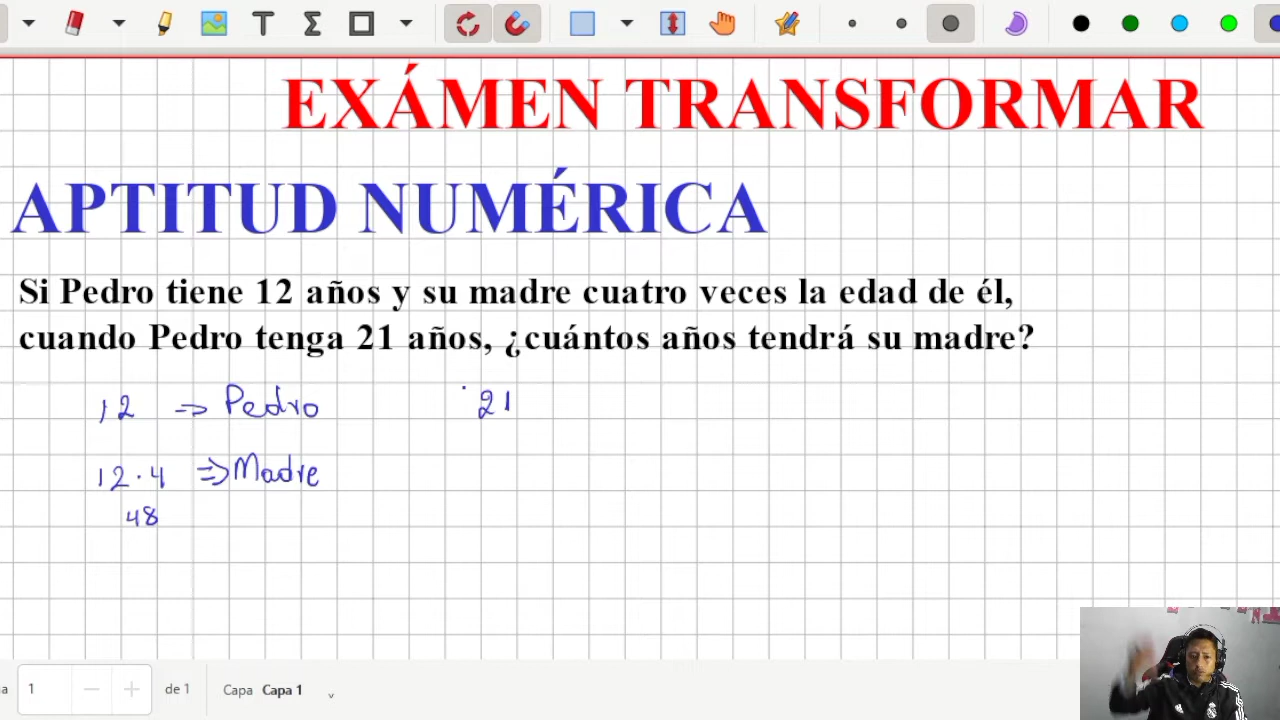 EXÁMEN TRANSFORMAR
APTITUD NUMÉRICA
Si Pedro tiene 12 años y su madre cuatro veces la edad de él,
cuando Pedro tenga 21 años, ¿cuántos años tendrá su madre?
12 => Pedro 21
12 · 4 => Madre
48
1 de 1 Capa Capa 1